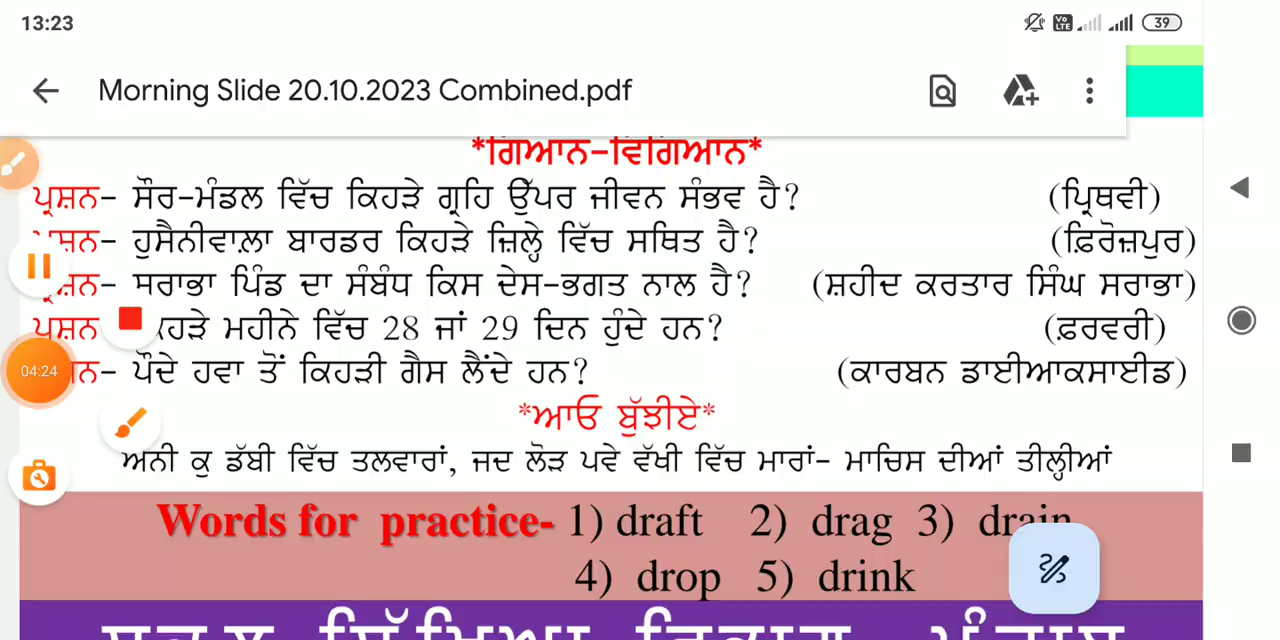 13:23
39
Morning Slide 20.10.2023 Combined.pdf
*ਗਿਆਨ-ਵਿਗਿਆਨ*
ਪ੍ਰਸ਼ਨ- ਸੌਰ-ਮੰਡਲ ਵਿੱਚ ਕਿਹੜੇ ਗ੍ਰਹਿ ਉੱਪਰ ਜੀਵਨ ਸੰਭਵ ਹੈ? (ਪ੍ਰਿਥਵੀ)
ਹੁਸੈਨੀਵਾਲ਼ਾ ਬਾਰਡਰ ਕਿਹੜੇ ਜ਼ਿਲ੍ਹੇ ਵਿੱਚ ਸਥਿਤ ਹੈ? (ਫ਼ਿਰੋਜ਼ਪੁਰ)
ਸਰਾਭਾ ਪਿੰਡ ਦਾ ਸੰਬੰਧ ਕਿਸ ਦੇਸ-ਭਗਤ ਨਾਲ ਹੈ? (ਸ਼ਹੀਦ ਕਰਤਾਰ ਸਿੰਘ ਸਰਾਭਾ)
ਪ੍ਰਸ਼ਨ ਮਹੀਨੇ ਵਿੱਚ 28 ਜਾਂ 29 ਦਿਨ ਹੁੰਦੇ ਹਨ? (ਫ਼ਰਵਰੀ)
04:24 ਪੌਦੇ ਹਵਾ ਤੋਂ ਕਿਹੜੀ ਗੈਸ ਲੈਂਦੇ ਹਨ? (ਕਾਰਬਨ ਡਾਈਆਕਸਾਈਡ)
*ਆਓ ਬੁੱਝੀਏ*
ਅਨੀ ਕੁ ਡੱਬੀ ਵਿੱਚ ਤਲਵਾਰਾਂ, ਜਦ ਲੋੜ ਪਵੇ ਵੱਖੀ ਵਿੱਚ ਮਾਰਾਂ- ਮਾਚਿਸ ਦੀਆਂ ਤੀਲ੍ਹੀਆਂ
Words for practice- 1) draft 2) drag 3) drain
4) drop 5) drink